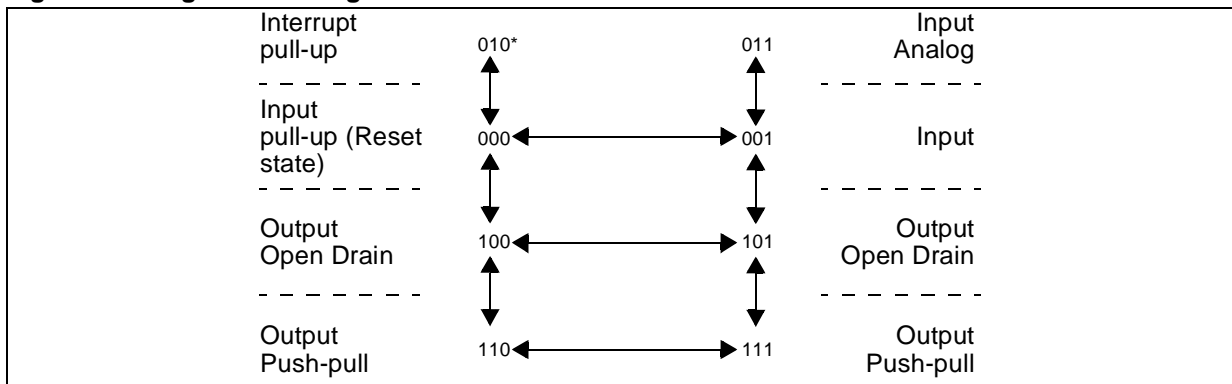 Interrupt
pull-up
010*
011
Input
Analog
Input
pull-up (Reset
state)
000
001
Input
Output
Open Drain
100
101
Output
Open Drain
Output
Push-pull
110
111
Output
Push-pull